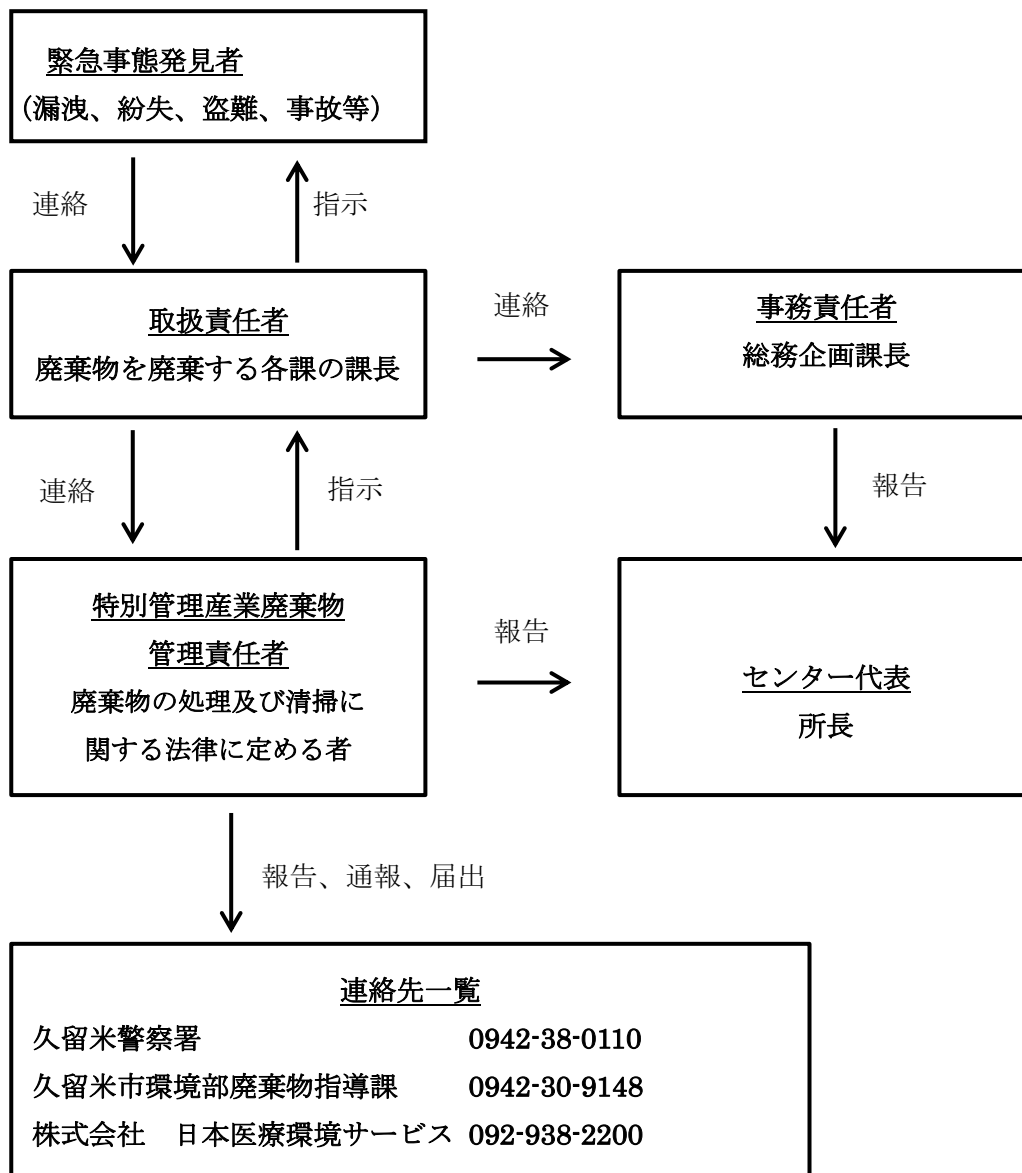 緊急事態発見者
（漏洩、紛失、盗難、事故等）
連絡
指示
取扱責任者
廃棄物を廃棄する各課の課長
連絡
事務責任者
総務企画課長
連絡
指示
報告
特別管理産業廃棄物
管理責任者
廃棄物の処理及び清掃に
関する法律に定める者
報告
センター代表
所長
報告、通報、届出
連絡先一覧
久留米警察署 0942-38-0110
久留米市環境部廃棄物指導課 0942-30-9148
株式会社　日本医療環境サービス 092-938-2200